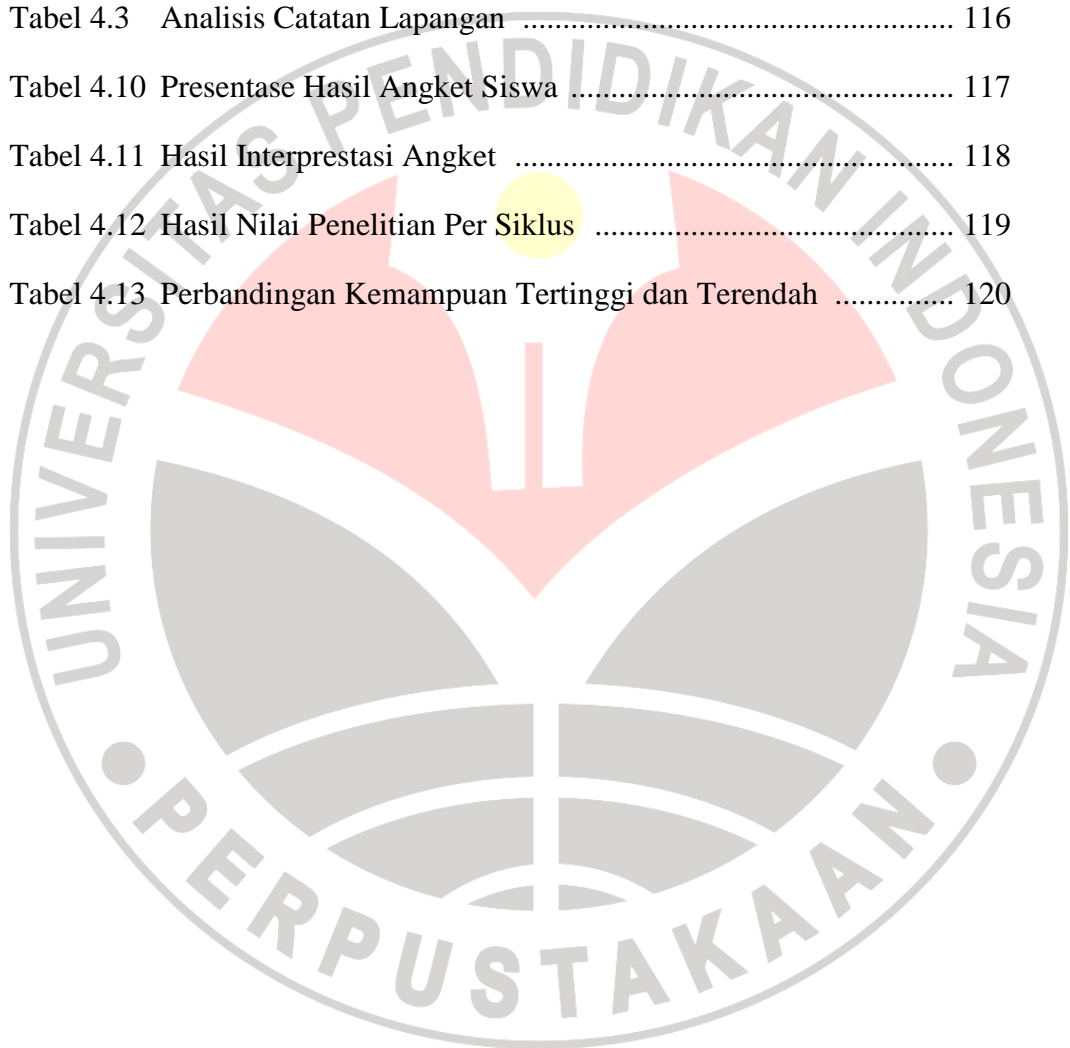 Tabel 4.3 Analisis Catatan Lapangan ........................................................ 116
Tabel 4.10 Presentase Hasil Angket Siswa .................................................. 117
Tabel 4.11 Hasil Interprestasi Angket ......................................................... 118
Tabel 4.12 Hasil Nilai Penelitian Per Siklus ............................................... 119
Tabel 4.13 Perbandingan Kemampuan Tertinggi dan Terendah ............... 120
UNIVERSITAS PENDIDIKAN INDONESIA
PERPUSTAKAAN